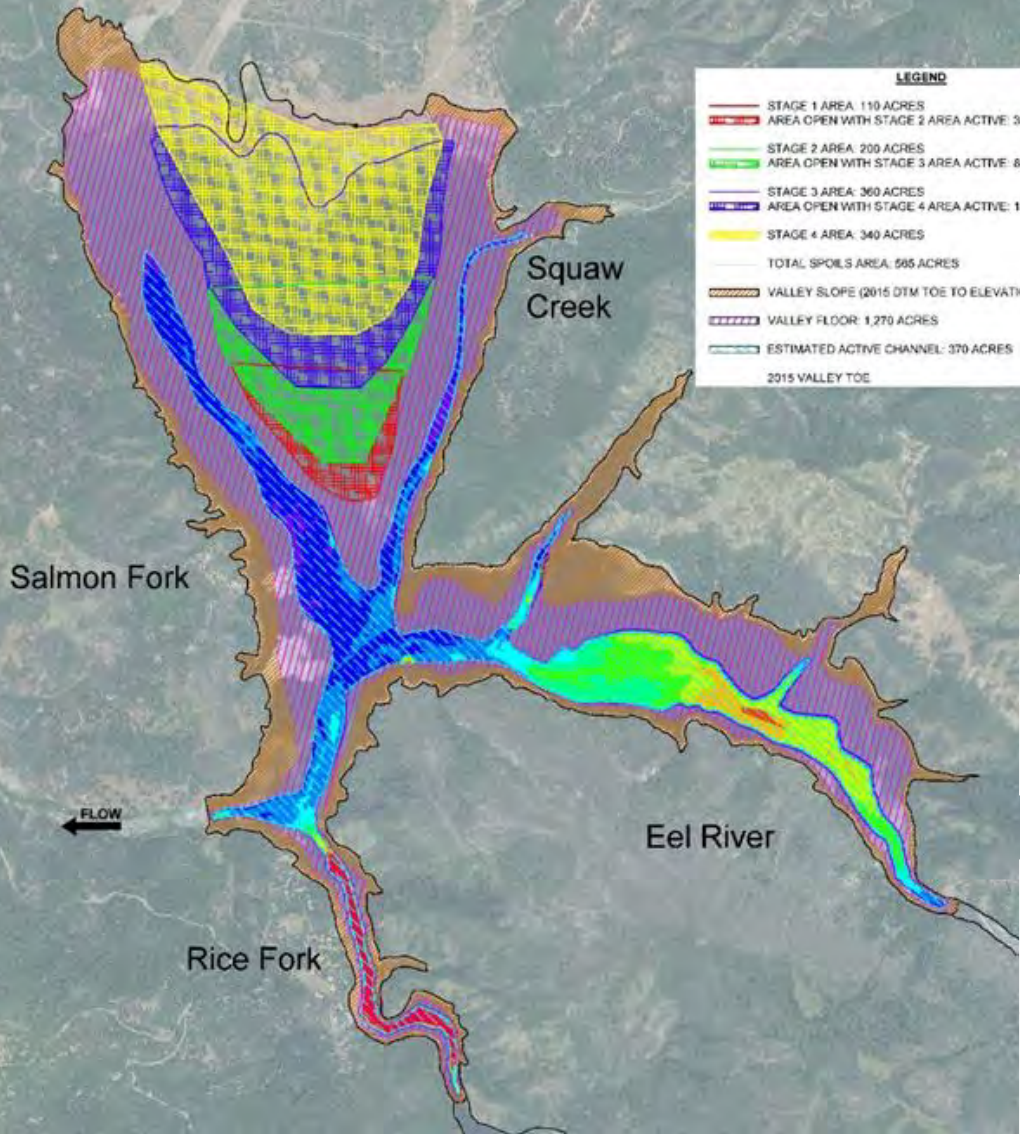 LEGEND
STAGE 1 AREA: 110 ACRES
AREA OPEN WITH STAGE 2 AREA ACTIVE: 3
STAGE 2 AREA: 200 ACRES
AREA OPEN WITH STAGE 3 AREA ACTIVE: 8
STAGE 3 AREA: 360 ACRES
AREA OPEN WITH STAGE 4 AREA ACTIVE: 1
STAGE 4 AREA: 340 ACRES
TOTAL SPOILS AREA: 565 ACRES
VALLEY SLOPE (2015 DTM TOE TO ELEVATI
VALLEY FLOOR: 1,270 ACRES
ESTIMATED ACTIVE CHANNEL: 370 ACRES
2015 VALLEY TOE
Squaw
Creek
Salmon Fork
FLOW
Eel River
Rice Fork